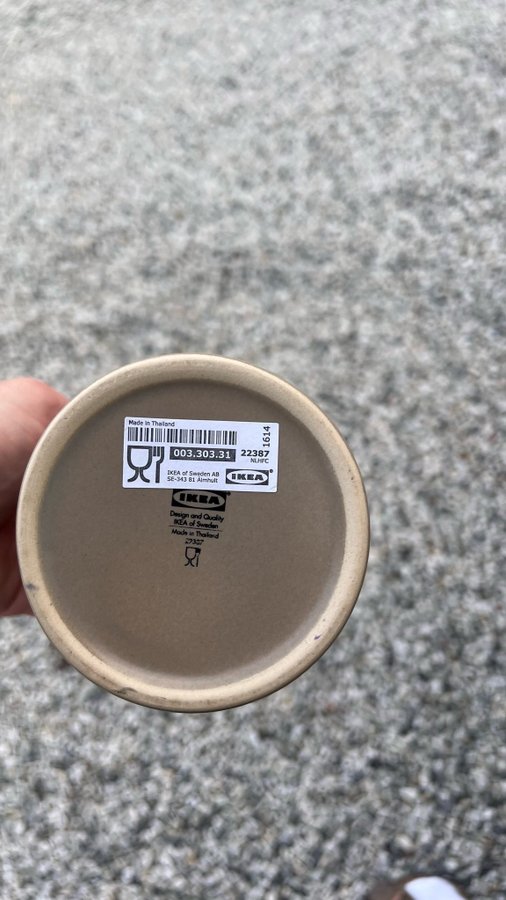 Made in Thailand
003.303.31 22387
NLHFC
1614
IKEA of Sweden AB
SE-343 81 Älmhult
IKEA
IKEA
Design and Quality
IKEA of Sweden
Made in Thailand
22387